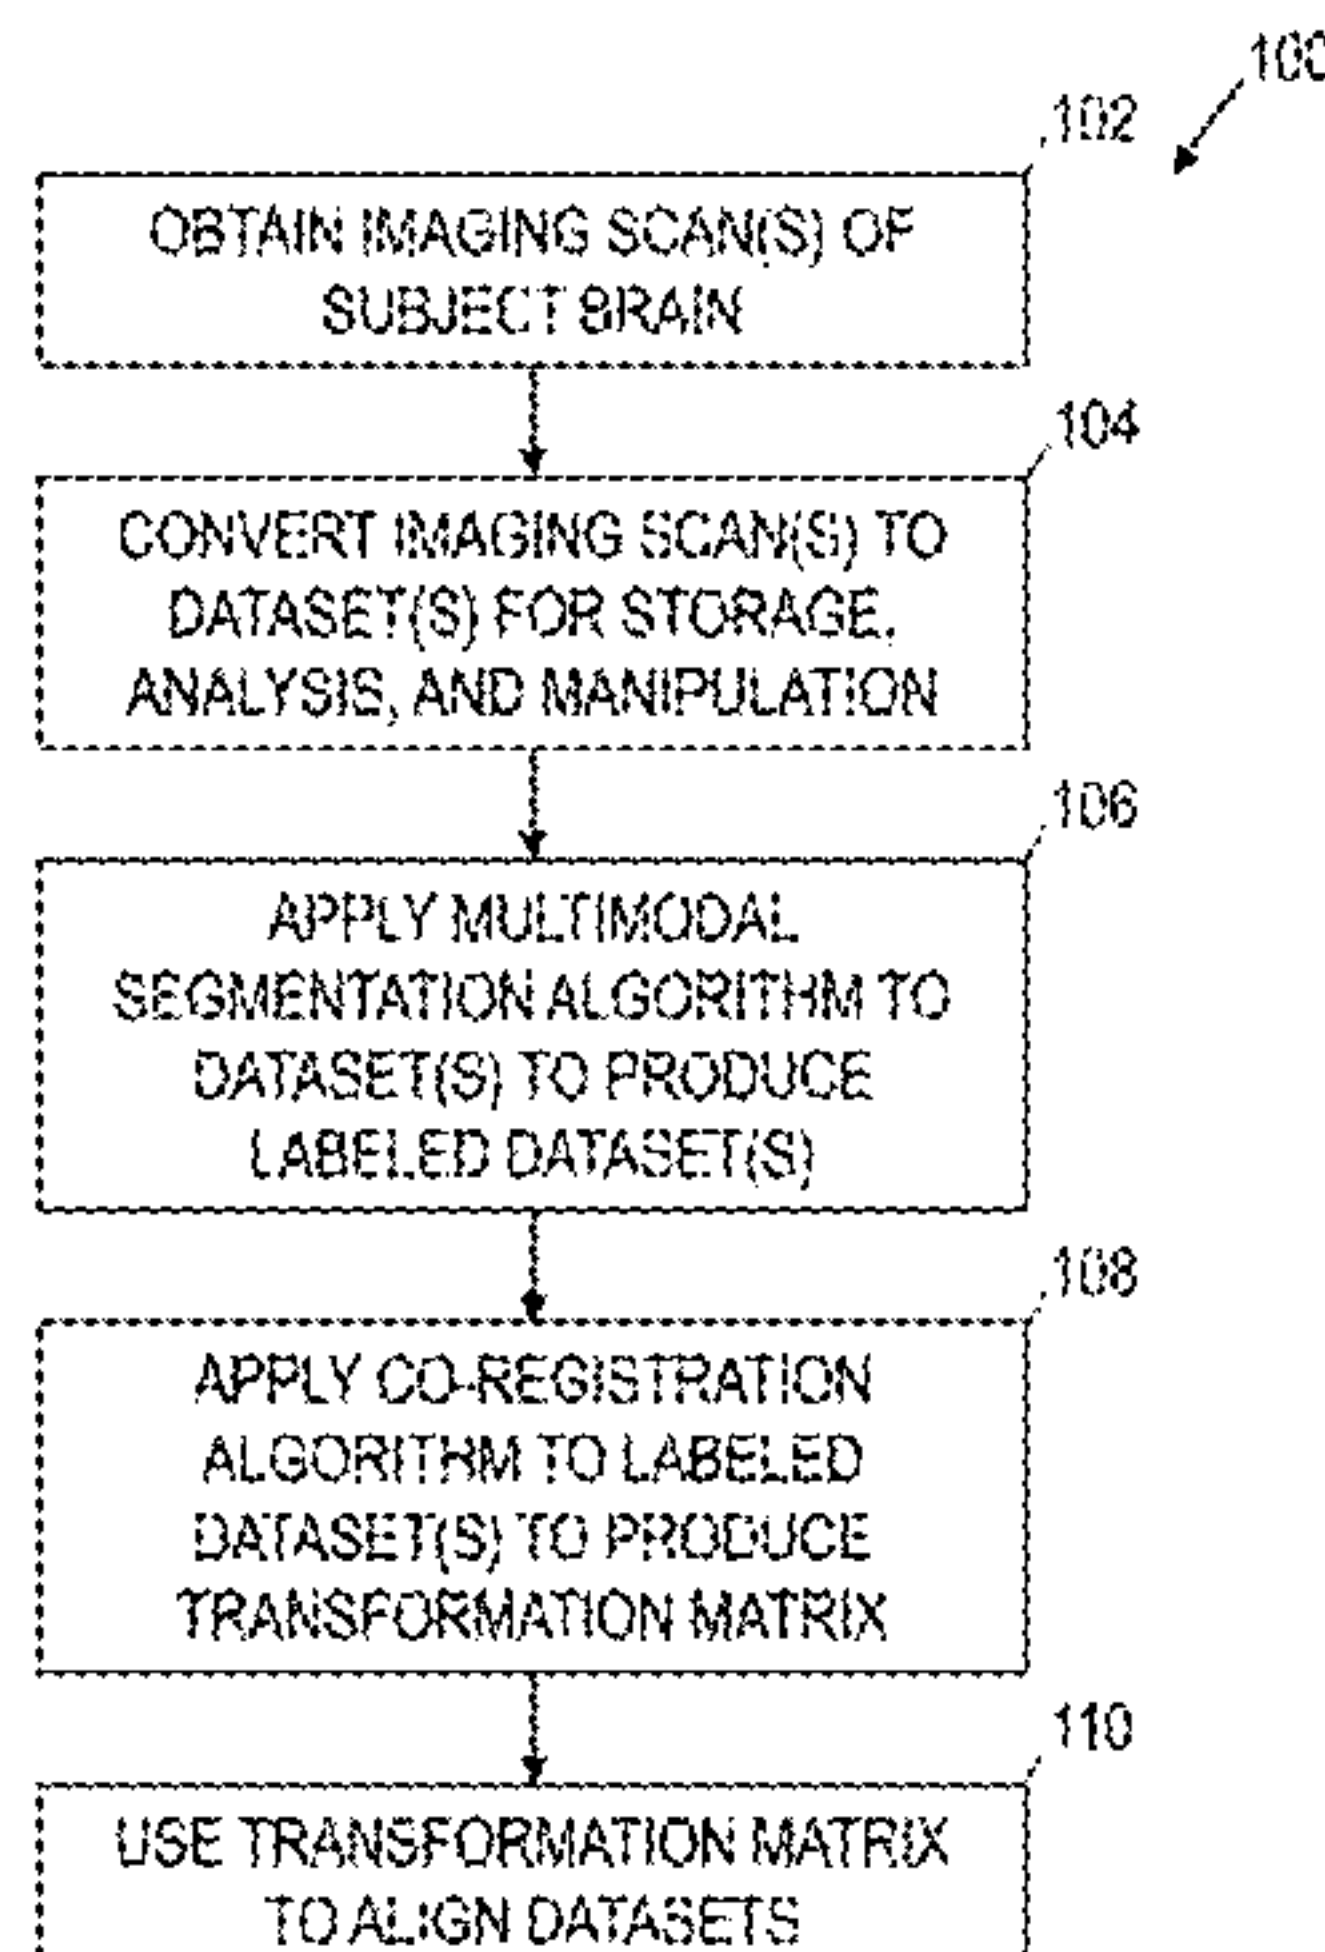 100
102
OBTAIN IMAGING SCAN(S) OF
SUBJECT BRAIN
104
CONVERT IMAGING SCAN(S) TO
DATASET(S) FOR STORAGE,
ANALYSIS, AND MANIPULATION
106
APPLY MULTIMODAL
SEGMENTATION ALGORITHM TO
DATASET(S) TO PRODUCE
LABELED DATASET(S)
108
APPLY CO-REGISTRATION
ALGORITHM TO LABELED
DATASET(S) TO PRODUCE
TRANSFORMATION MATRIX
110
USE TRANSFORMATION MATRIX
TO ALIGN DATASETS